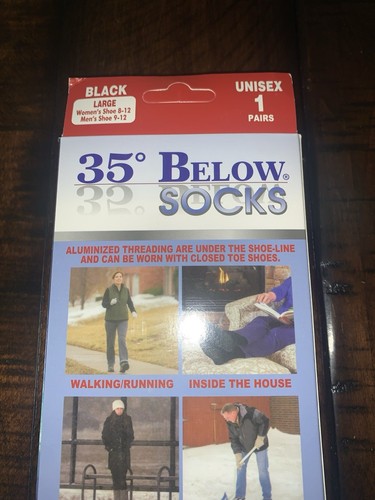 BLACK
LARGE
Women's Shoe 8-12
Men's Shoe 9-12
UNISEX
1
PAIRS
35° BELOW®
SOCKS
ALUMINIZED THREADING ARE UNDER THE SHOE-LINE
AND CAN BE WORN WITH CLOSED TOE SHOES.
WALKING/RUNNING
INSIDE THE HOUSE